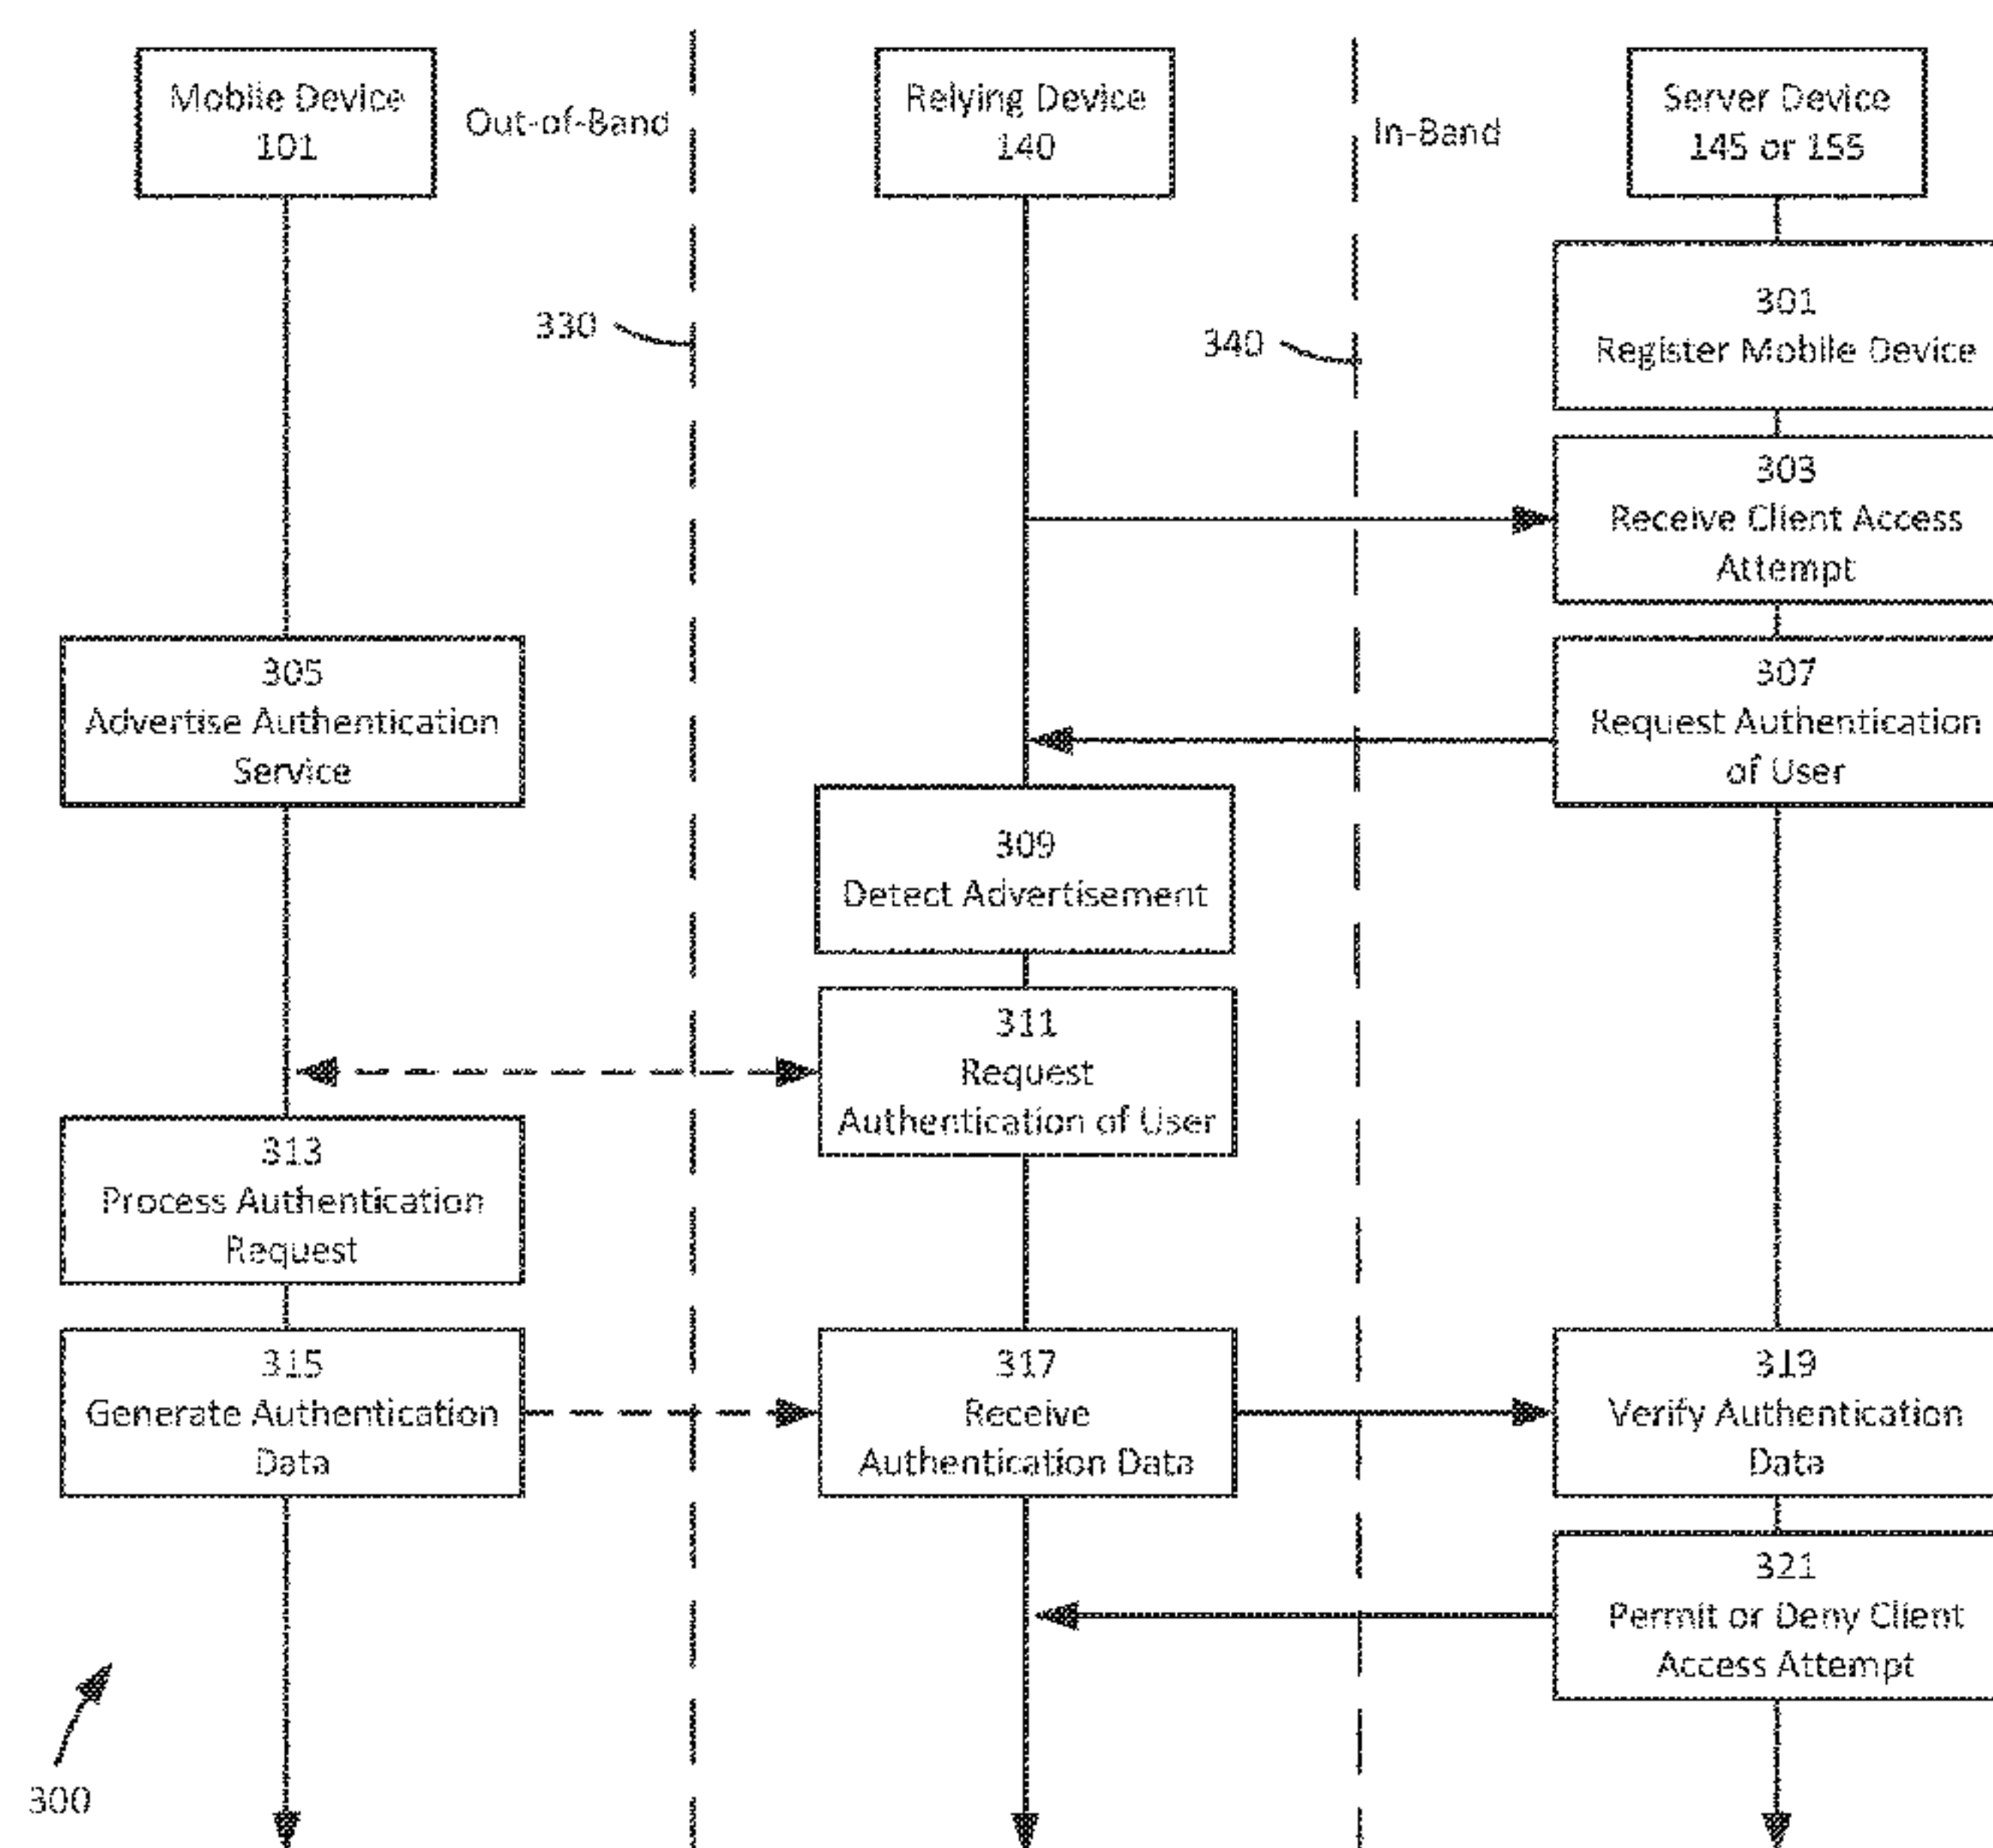 Mobile Device
101
Out-of-Band
Relying Device
140
In-Band
Server Device
145 or 155
330
340
301
Register Mobile Device
303
Receive Client Access
Attempt
305
Advertise Authentication
Service
307
Request Authentication
of User
309
Detect Advertisement
311
Request
Authentication of User
313
Process Authentication
Request
315
Generate Authentication
Data
317
Receive
Authentication Data
319
Verify Authentication
Data
321
Permit or Deny Client
Access Attempt
300